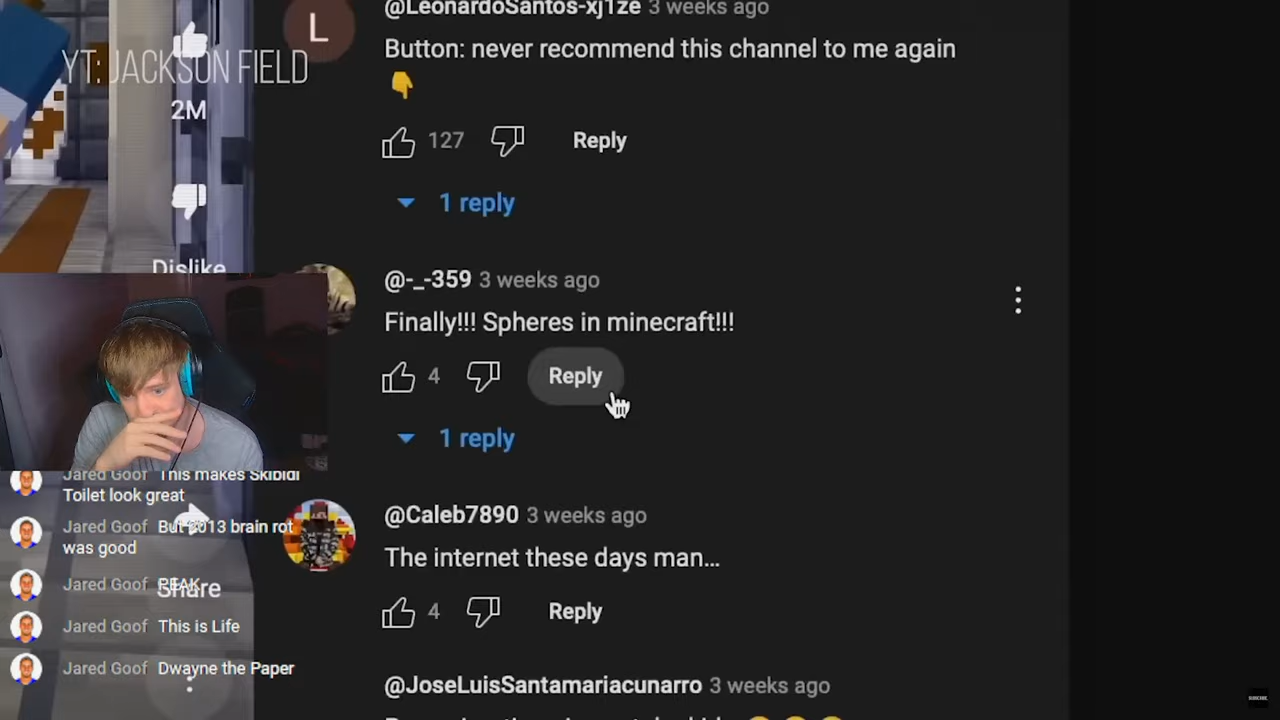 @LeonardoSantos-xj1ze 3 weeks ago
L
YT: JACKSON FIELD
Button: never recommend this channel to me again
👇
2M
127
Reply
1 reply
Dislike
@-_-359 3 weeks ago
Finally!!! Spheres in minecraft!!!
4
Reply
1 reply
Jared Goof This makes Skibidi
Toilet look great
@Caleb7890 3 weeks ago
Jared Goof But 2013 brain rot
was good
The internet these days man...
Jared Goof PEAK
Share
4
Reply
Jared Goof This is Life
Jared Goof Dwayne the Paper
@JoseLuisSantamariacunarro 3 weeks ago
SUBSCRIBE